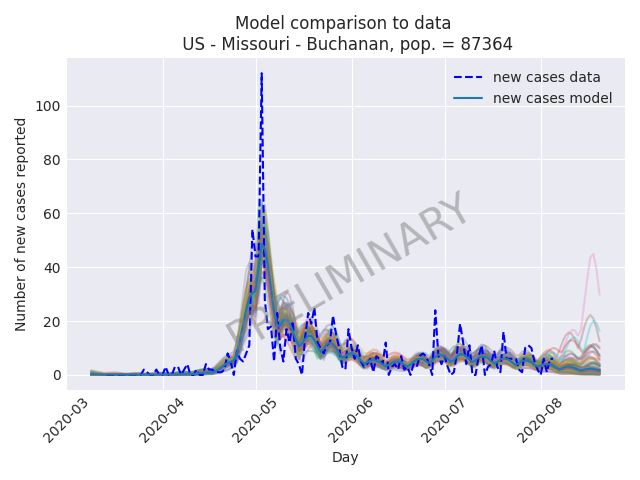 Model comparison to data
US - Missouri - Buchanan, pop. = 87364
new cases data
new cases model
Number of new cases reported
100
80
60
40
20
0
PRELIMINARY
2020-03
2020-04
2020-05
2020-06
2020-07
2020-08
Day